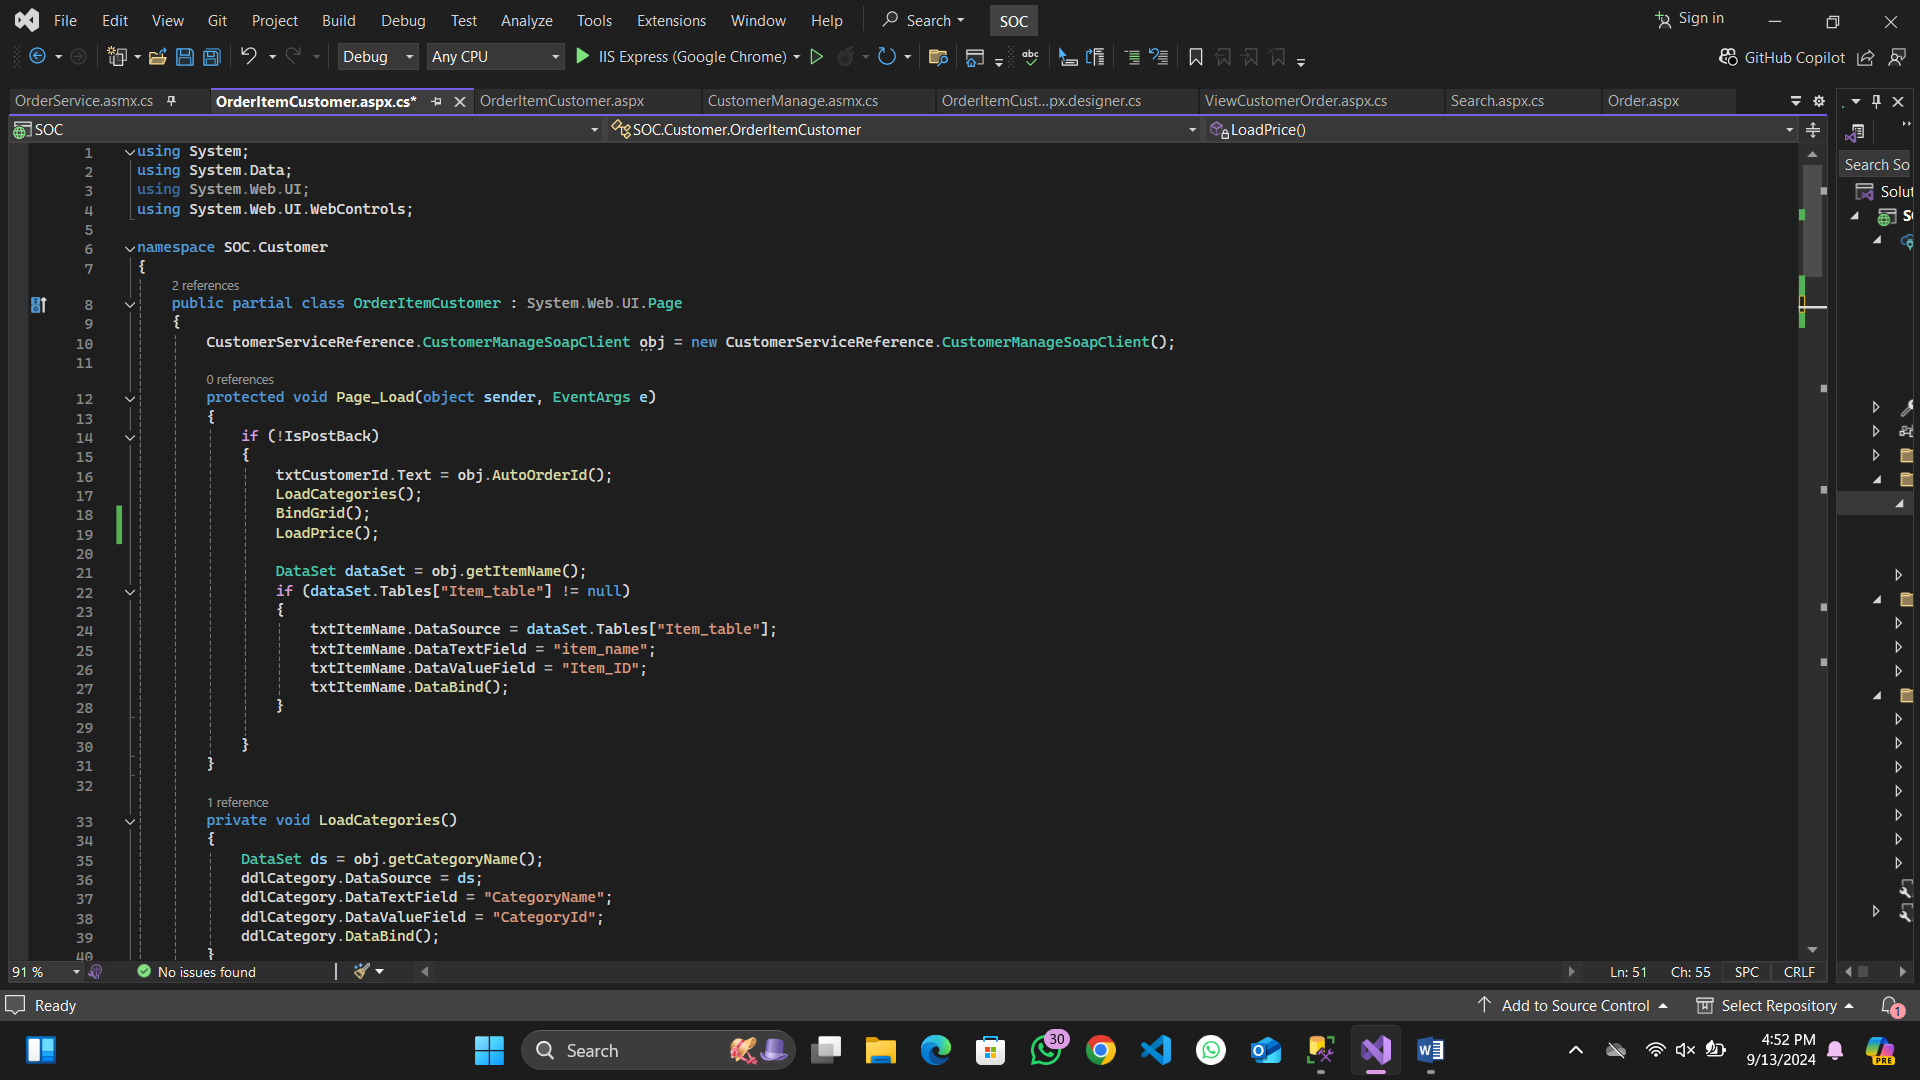 File Edit View Git Project Build Debug Test Analyze Tools Extensions Window Help Search SOC Sign in
Debug Any CPU IIS Express (Google Chrome) abc GitHub Copilot
OrderService.asmx.cs OrderItemCustomer.aspx.cs* OrderItemCustomer.aspx CustomerManage.asmx.cs OrderItemCust...px.designer.cs ViewCustomerOrder.aspx.cs Search.aspx.cs Order.aspx
SOC SOC.Customer.OrderItemCustomer LoadPrice()
Search So
Solut
1 using System;
2 using System.Data;
3 using System.Web.UI;
4 using System.Web.UI.WebControls;
5
6 namespace SOC.Customer
7 {
2 references
8 public partial class OrderItemCustomer : System.Web.UI.Page
9 {
10 CustomerServiceReference.CustomerManageSoapClient obj = new CustomerServiceReference.CustomerManageSoapClient();
11
0 references
12 protected void Page_Load(object sender, EventArgs e)
13 {
14 if (!IsPostBack)
15 {
16 txtCustomerId.Text = obj.AutoOrderId();
17 LoadCategories();
18 BindGrid();
19 LoadPrice();
20
21 DataSet dataSet = obj.getItemName();
22 if (dataSet.Tables["Item_table"] != null)
23 {
24 txtItemName.DataSource = dataSet.Tables["Item_table"];
25 txtItemName.DataTextField = "item_name";
26 txtItemName.DataValueField = "Item_ID";
27 txtItemName.DataBind();
28 }
29
30 }
31 }
32
1 reference
33 private void LoadCategories()
34 {
35 DataSet ds = obj.getCategoryName();
36 ddlCategory.DataSource = ds;
37 ddlCategory.DataTextField = "CategoryName";
38 ddlCategory.DataValueField = "CategoryId";
39 ddlCategory.DataBind();
40 }
91 % No issues found Ln: 51 Ch: 55 SPC CRLF
Ready Add to Source Control Select Repository 1
Search 30 4:52 PM
9/13/2024 PRE